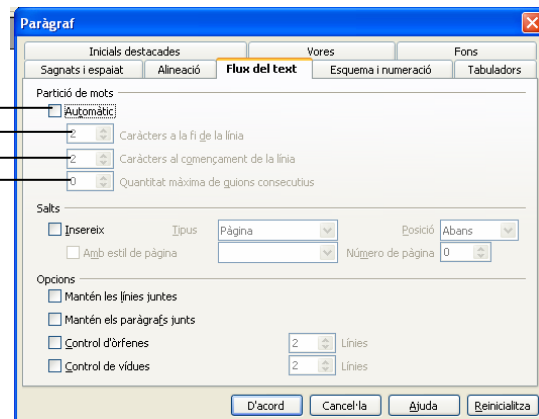 Paràgraf
Inicials destacades Vores Fons
Sagnats i espaiat Alineació Flux del text Esquema i numeració Tabuladors
Partició de mots
Automàtic
2 Caràcters a la fi de la línia
2 Caràcters al començament de la línia
0 Quantitat màxima de guions consecutius
Salts
Insereix Tipus Pàgina Posició Abans
Amb estil de pàgina Número de pàgina 0
Opcions
Mantén les línies juntes
Mantén els paràgrafs junts
Control d'òrfenes 2 Línies
Control de vídues 2 Línies
D'acord Cancel·la Ajuda Reinicialitza